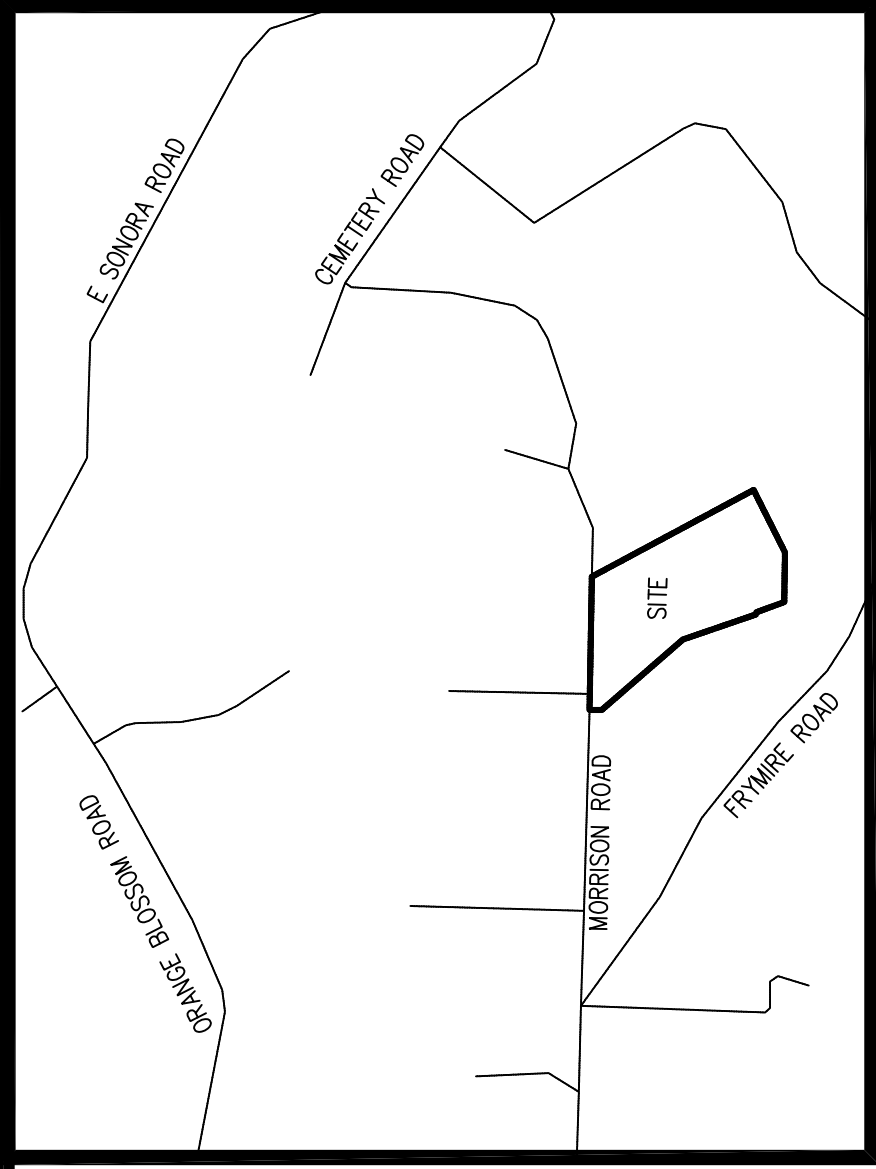 E SONORA ROAD
CEMETERY ROAD
SITE
FRYMIRE ROAD
MORRISON ROAD
ORANGE BLOSSOM ROAD